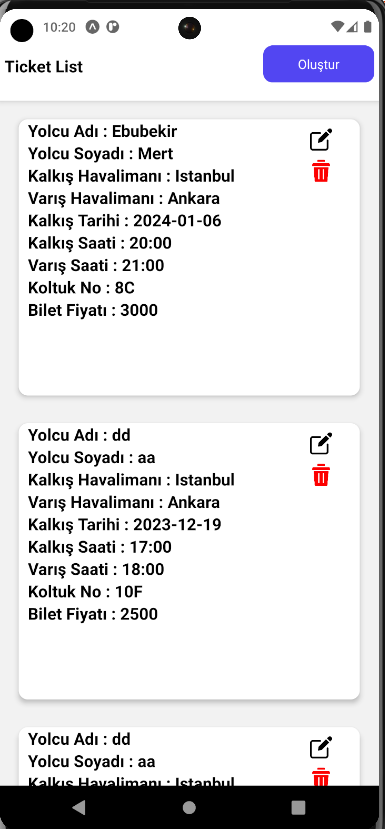 10:20
Ticket List
Oluştur
Yolcu Adı : Ebubekir
Yolcu Soyadı : Mert
Kalkış Havalimanı : Istanbul
Varış Havalimanı : Ankara
Kalkış Tarihi : 2024-01-06
Kalkış Saati : 20:00
Varış Saati : 21:00
Koltuk No : 8C
Bilet Fiyatı : 3000
Yolcu Adı : dd
Yolcu Soyadı : aa
Kalkış Havalimanı : Istanbul
Varış Havalimanı : Ankara
Kalkış Tarihi : 2023-12-19
Kalkış Saati : 17:00
Varış Saati : 18:00
Koltuk No : 10F
Bilet Fiyatı : 2500
Yolcu Adı : dd
Yolcu Soyadı : aa
Kalkış Havalimanı : Istanbul